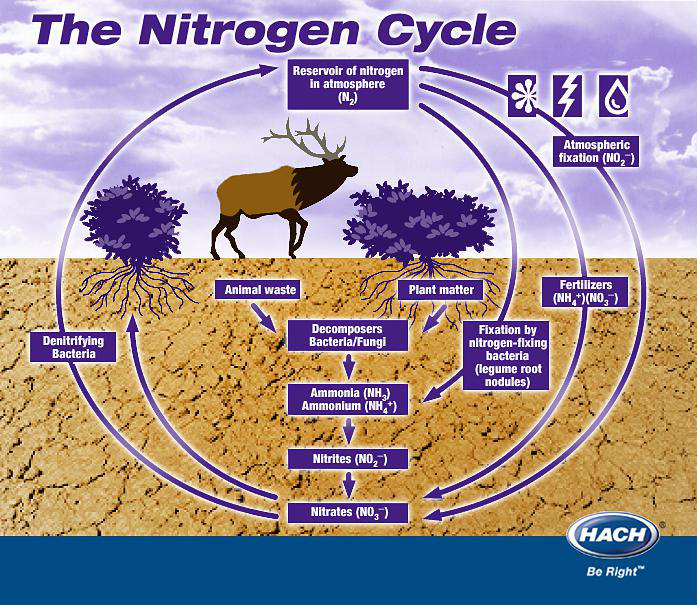 The Nitrogen Cycle
Reservoir of nitrogen
in atmosphere
(N₂)
Atmospheric
fixation (NO₂⁻)
Animal waste
Plant matter
Fertilizers
(NH₄⁺)(NO₃⁻)
Denitrifying
Bacteria
Decomposers
Bacteria/Fungi
Fixation by
nitrogen-fixing
bacteria
(legume root
nodules)
Ammonia (NH₃)
Ammonium (NH₄⁺)
Nitrites (NO₂⁻)
Nitrates (NO₃⁻)
HACH®
Be Right™